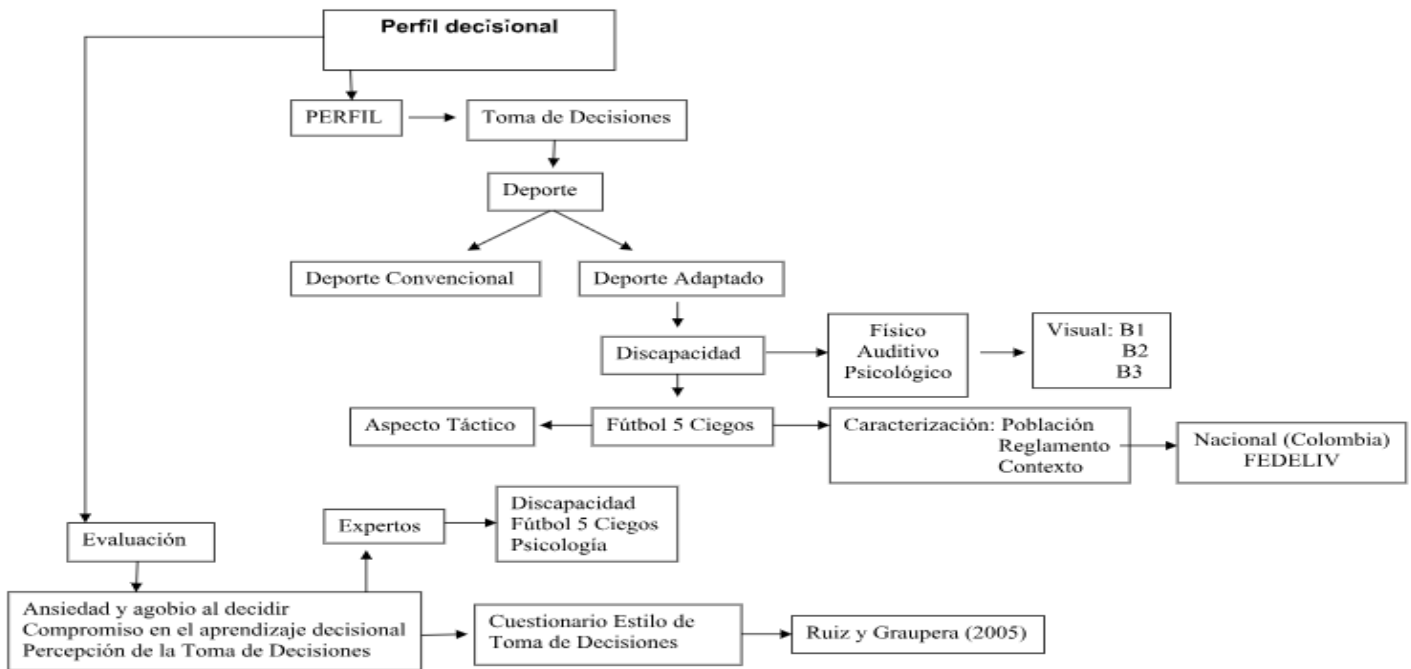 Perfil decisional
PERFIL
Toma de Decisiones
Deporte
Deporte Convencional
Deporte Adaptado
Discapacidad
Físico
Auditivo
Psicológico
Visual: B1
B2
B3
Aspecto Táctico
Fútbol 5 Ciegos
Caracterización: Población
Reglamento
Contexto
Nacional (Colombia)
FEDELIV
Evaluación
Expertos
Discapacidad
Fútbol 5 Ciegos
Psicología
Ansiedad y agobio al decidir
Compromiso en el aprendizaje decisional
Percepción de la Toma de Decisiones
Cuestionario Estilo de
Toma de Decisiones
Ruiz y Graupera (2005)